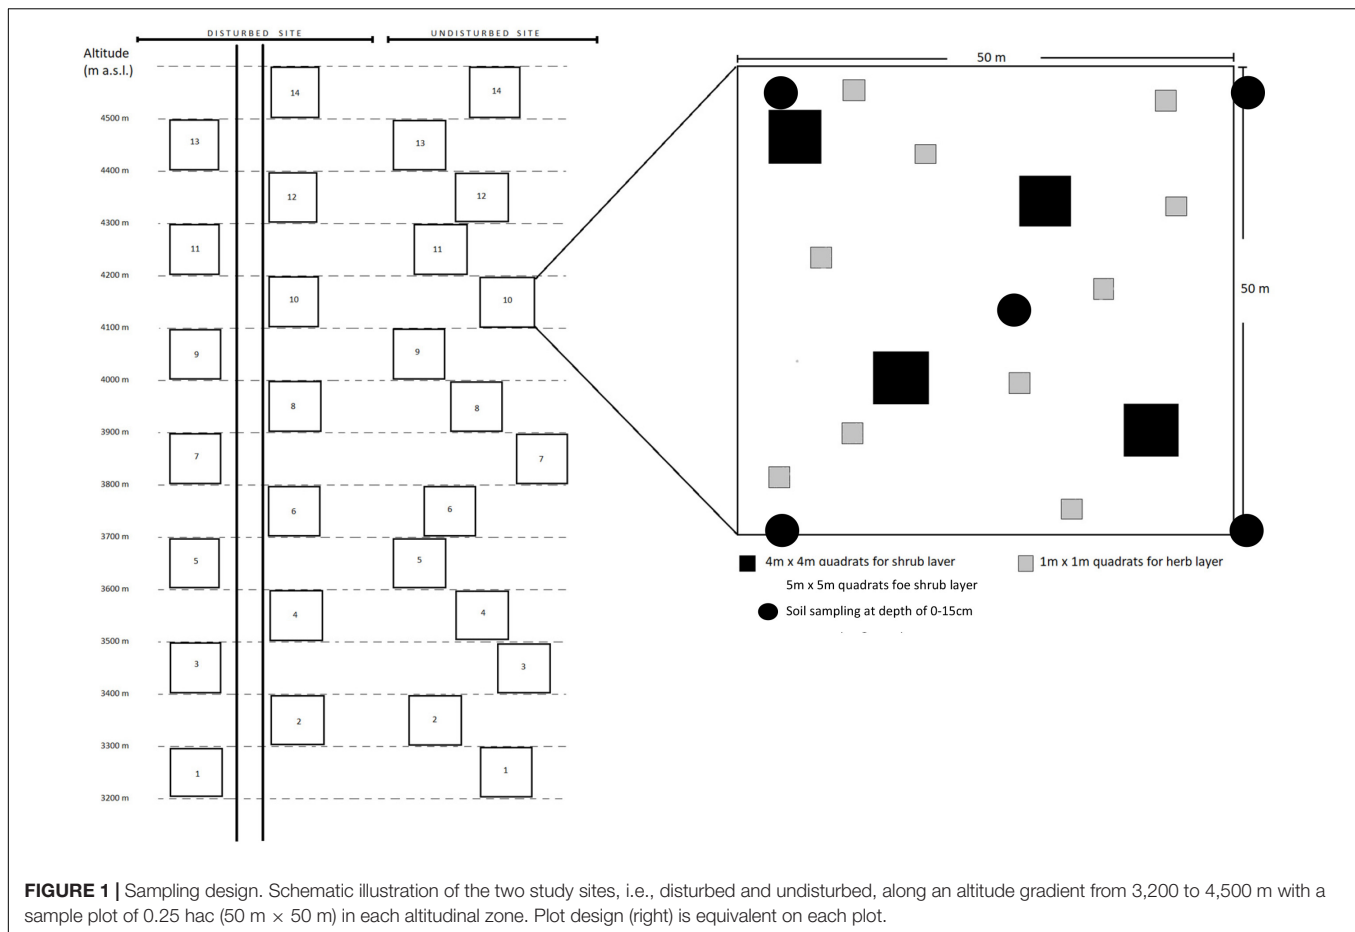 DISTURBED SITE
UNDISTURBED SITE
Altitude
(m a.s.l.)
50 m
14
14
4500 m
13
13
4400 m
12
12
4300 m
11
11
4200 m
10
10
50 m
4100 m
9
9
4000 m
8
8
3900 m
7
7
3800 m
6
6
3700 m
5
5
3600 m
4
4
3500 m
3
3
3400 m
2
2
3300 m
1
1
3200 m
4m x 4m quadrats for shrub layer
1m x 1m quadrats for herb layer
5m x 5m quadrats foe shrub layer
Soil sampling at depth of 0-15cm
FIGURE 1 | Sampling design. Schematic illustration of the two study sites, i.e., disturbed and undisturbed, along an altitude gradient from 3,200 to 4,500 m with a
sample plot of 0.25 hac (50 m × 50 m) in each altitudinal zone. Plot design (right) is equivalent on each plot.